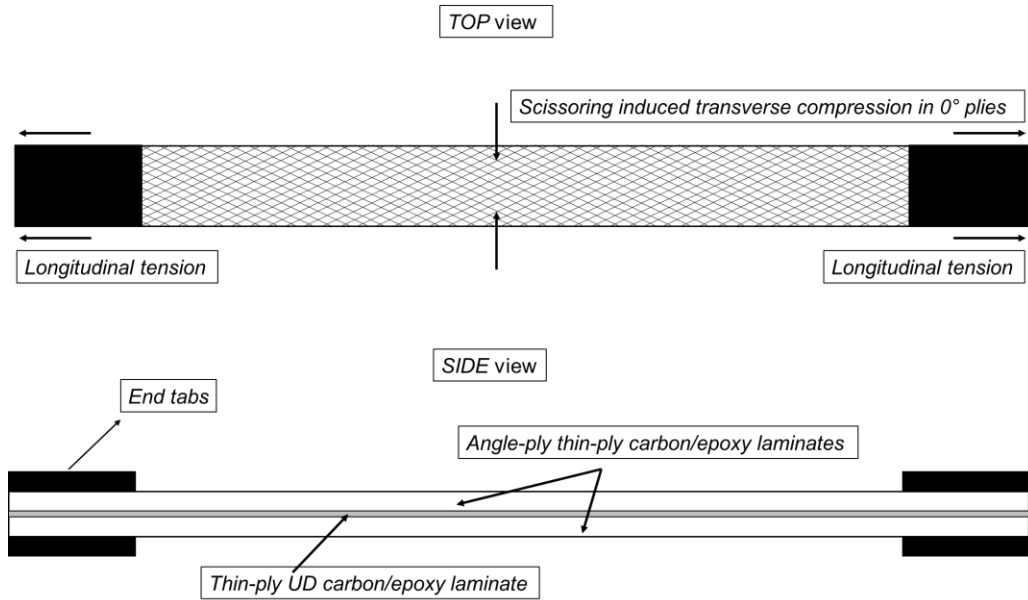 TOP view
Scissoring induced transverse compression in 0° plies
Longitudinal tension
Longitudinal tension
SIDE view
End tabs
Angle-ply thin-ply carbon/epoxy laminates
Thin-ply UD carbon/epoxy laminate